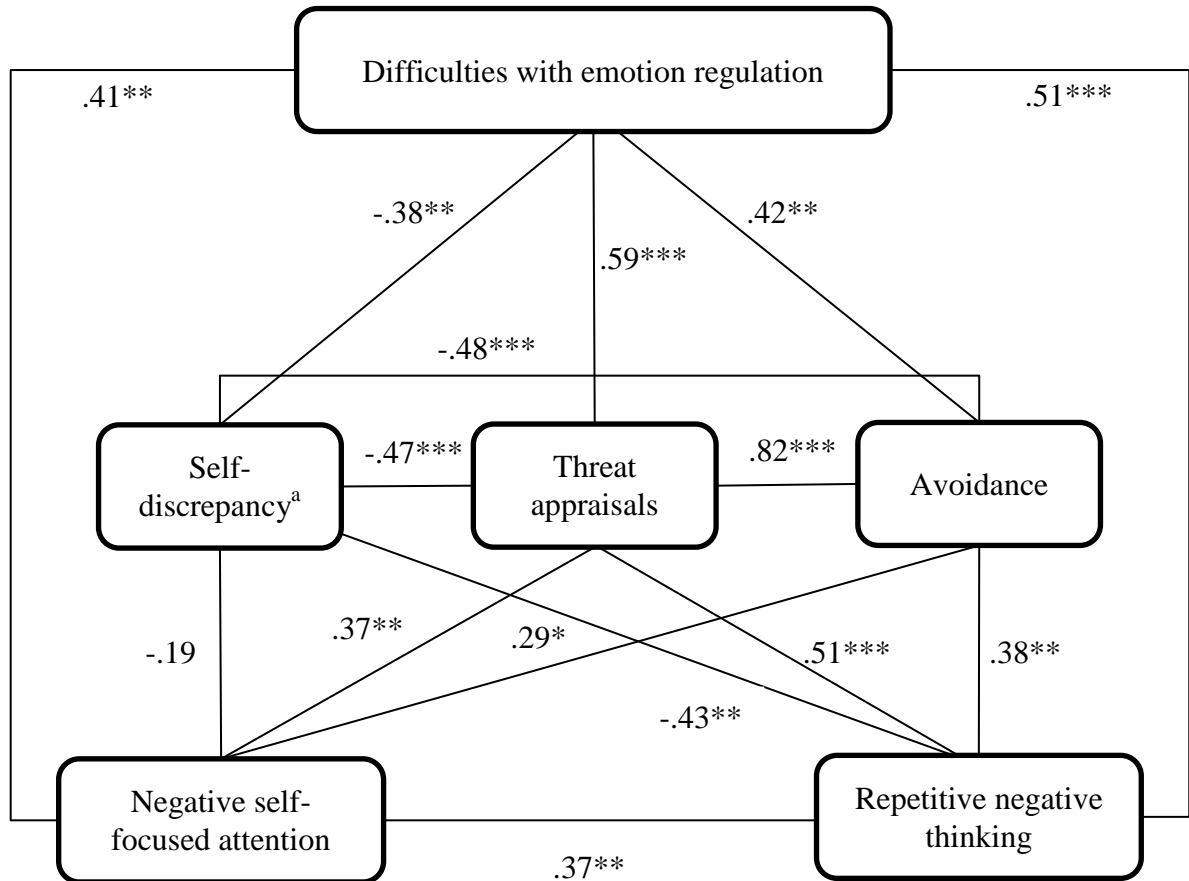 Difficulties with emotion regulation
.41**
.51***
-.38**
.42**
.59***
-.48***
Self-
discrepancyᵃ
-.47***
Threat
appraisals
.82***
Avoidance
-.19
.37**
.29*
.51***
.38**
-.43**
Negative self-
focused attention
Repetitive negative
thinking
.37**